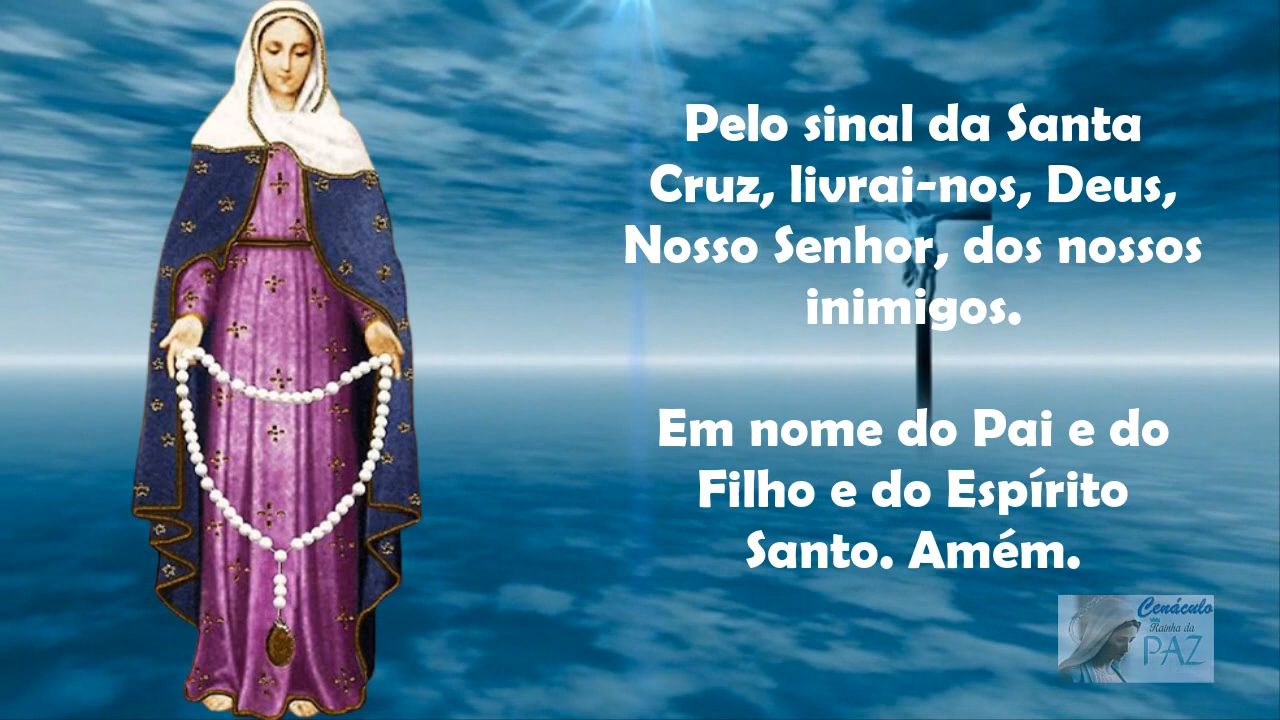 Pelo sinal da Santa
Cruz, livrai-nos, Deus,
Nosso Senhor, dos nossos
inimigos.
Em nome do Pai e do
Filho e do Espírito
Santo. Amém.
Cenáculo
Rainha da
PAZ